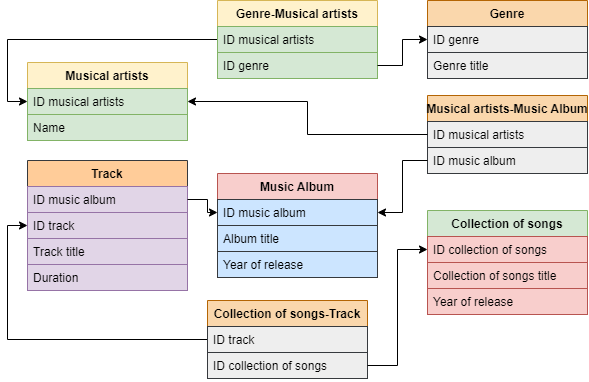 Genre-Musical artists
ID musical artists
ID genre
Genre
ID genre
Genre title
Musical artists
ID musical artists
Name
Musical artists-Music Album
ID musical artists
ID music album
Track
ID music album
ID track
Track title
Duration
Music Album
ID music album
Album title
Year of release
Collection of songs
ID collection of songs
Collection of songs title
Year of release
Collection of songs-Track
ID track
ID collection of songs